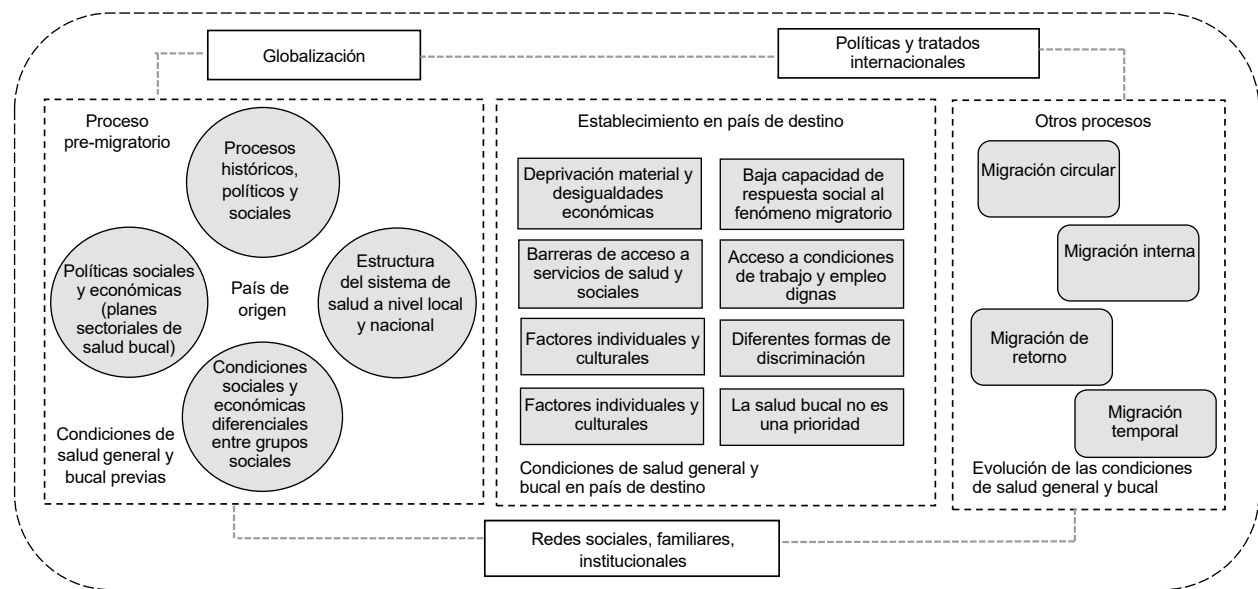 Globalización
Políticas y tratados
internacionales
Proceso
pre-migratorio
Procesos
históricos,
políticos y
sociales
Políticas sociales
y económicas
(planes
sectoriales de
salud bucal)
País de
origen
Estructura
del sistema de
salud a nivel local
y nacional
Condiciones
sociales y
económicas
diferenciales
entre grupos
sociales
Condiciones de
salud general y
bucal previas
Establecimiento en país de destino
Deprivación material y
desigualdades
económicas
Baja capacidad de
respuesta social al
fenómeno migratorio
Barreras de acceso a
servicios de salud y
sociales
Acceso a condiciones
de trabajo y empleo
dignas
Factores individuales y
culturales
Diferentes formas de
discriminación
Factores individuales y
culturales
La salud bucal no es
una prioridad
Condiciones de salud general y
bucal en país de destino
Otros procesos
Migración circular
Migración interna
Migración de
retorno
Migración
temporal
Evolución de las condiciones
de salud general y bucal
Redes sociales, familiares,
institucionales